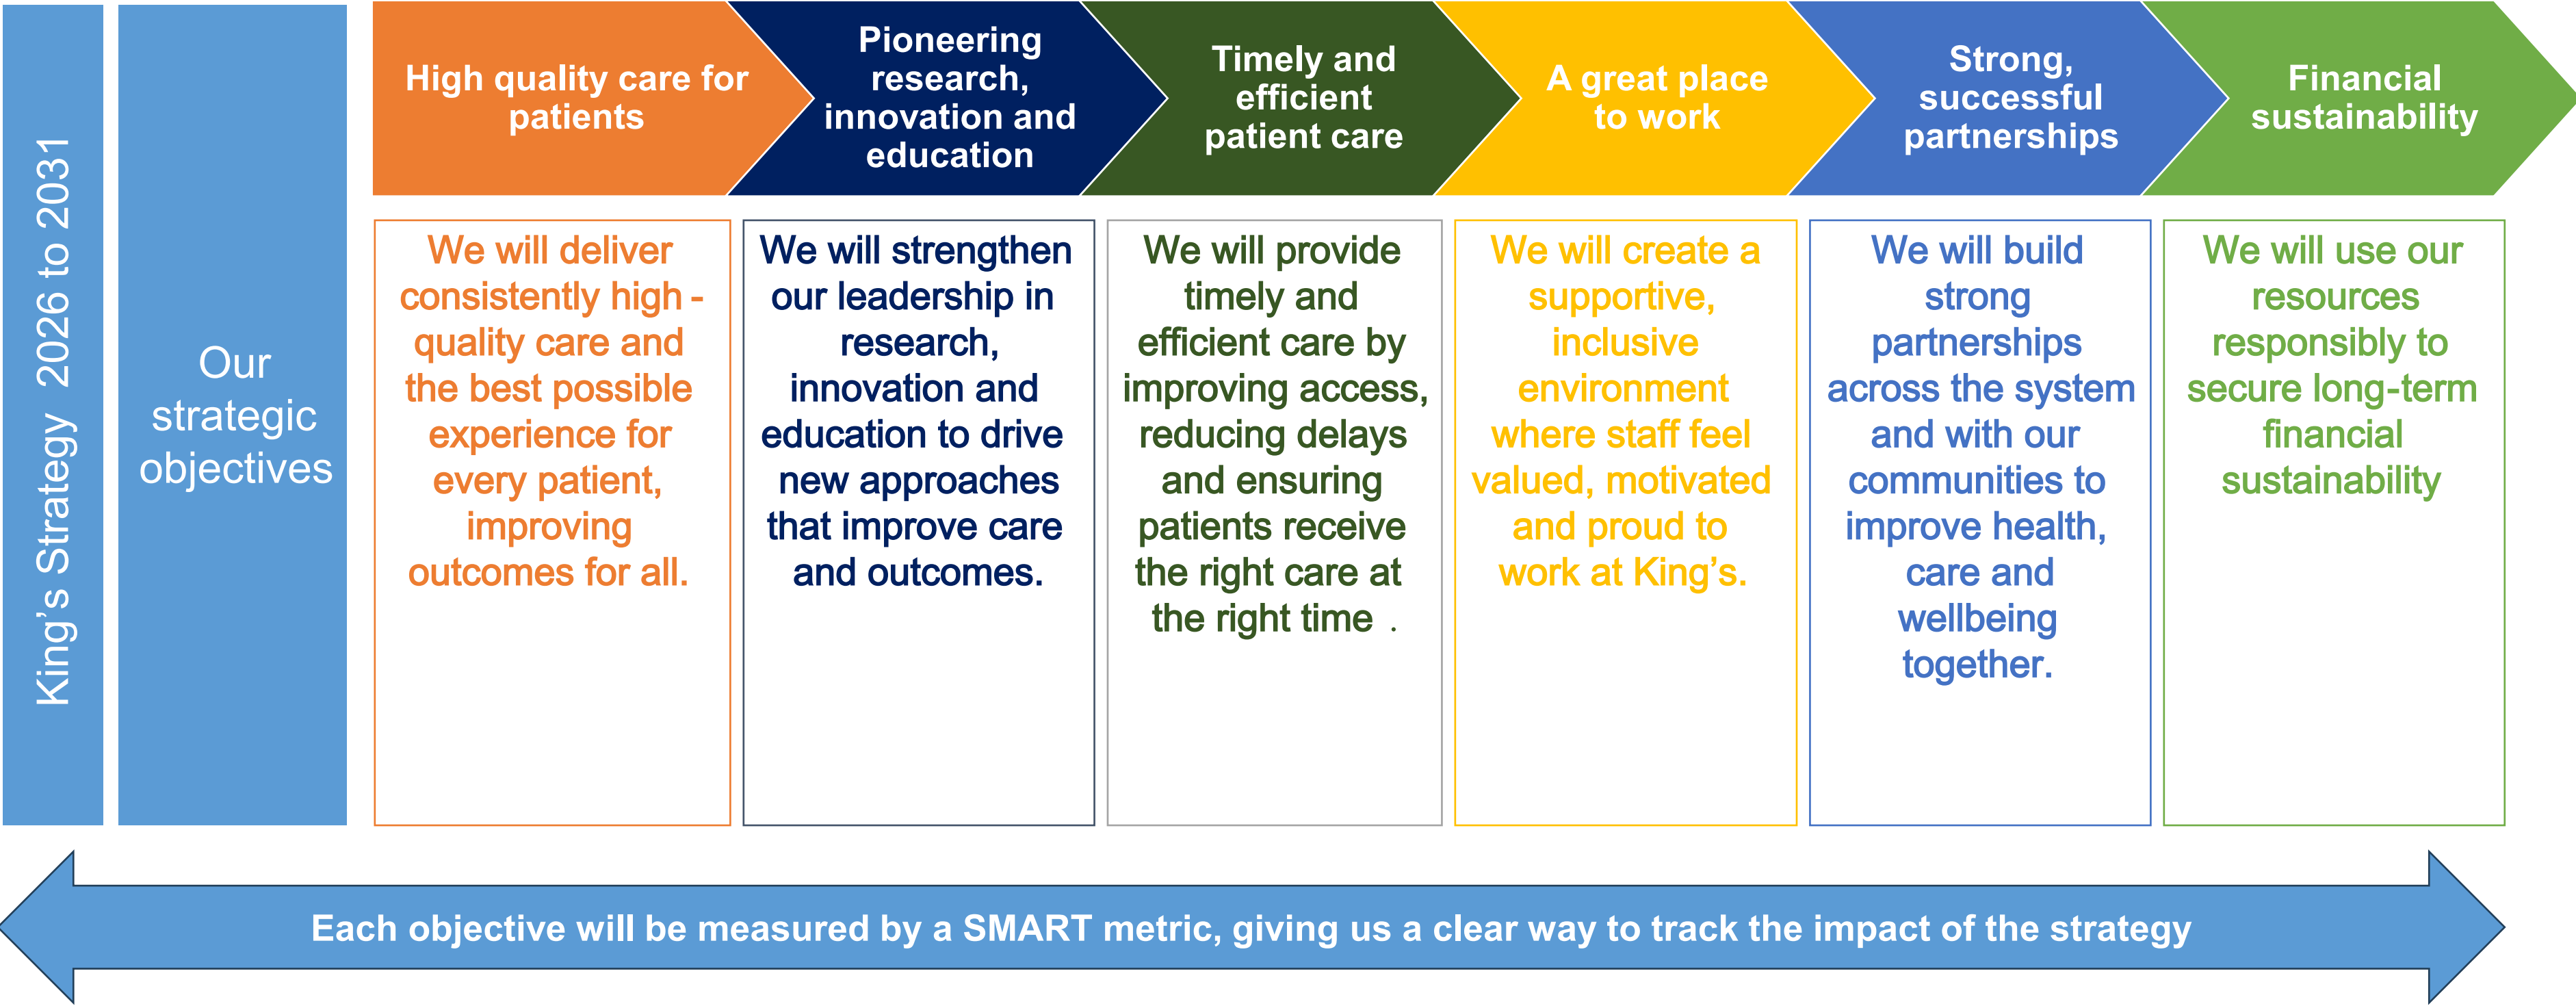 King's Strategy 2026 to 2031
Our
strategic
objectives
High quality care for
patients
Pioneering
research,
innovation and
education
Timely and
efficient
patient care
A great place
to work
Strong,
successful
partnerships
Financial
sustainability
We will deliver
consistently high -
quality care and
the best possible
experience for
every patient,
improving
outcomes for all.
We will strengthen
our leadership in
research,
innovation and
education to drive
new approaches
that improve care
and outcomes.
We will provide
timely and
efficient care by
improving access,
reducing delays
and ensuring
patients receive
the right care at
the right time .
We will create a
supportive,
inclusive
environment
where staff feel
valued, motivated
and proud to
work at King's.
We will build
strong
partnerships
across the system
and with our
communities to
improve health,
care and
wellbeing
together.
We will use our
resources
responsibly to
secure long-term
financial
sustainability
Each objective will be measured by a SMART metric, giving us a clear way to track the impact of the strategy